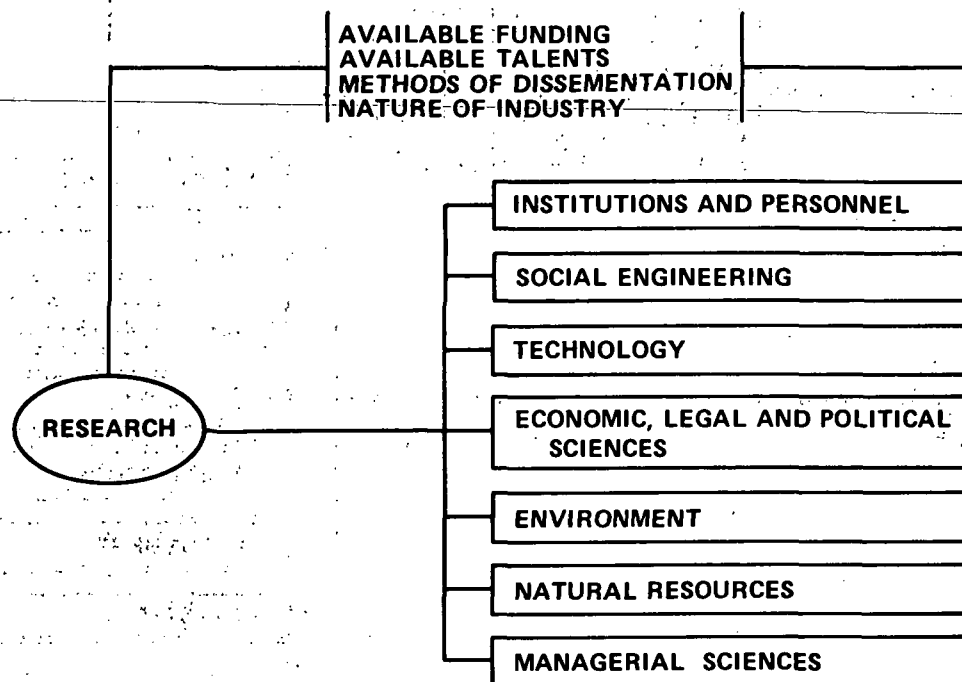 AVAILABLE FUNDING
AVAILABLE TALENTS
METHODS OF DISSEMENTATION
NATURE OF INDUSTRY
INSTITUTIONS AND PERSONNEL
SOCIAL ENGINEERING
TECHNOLOGY
RESEARCH
ECONOMIC, LEGAL AND POLITICAL
SCIENCES
ENVIRONMENT
NATURAL RESOURCES
MANAGERIAL SCIENCES